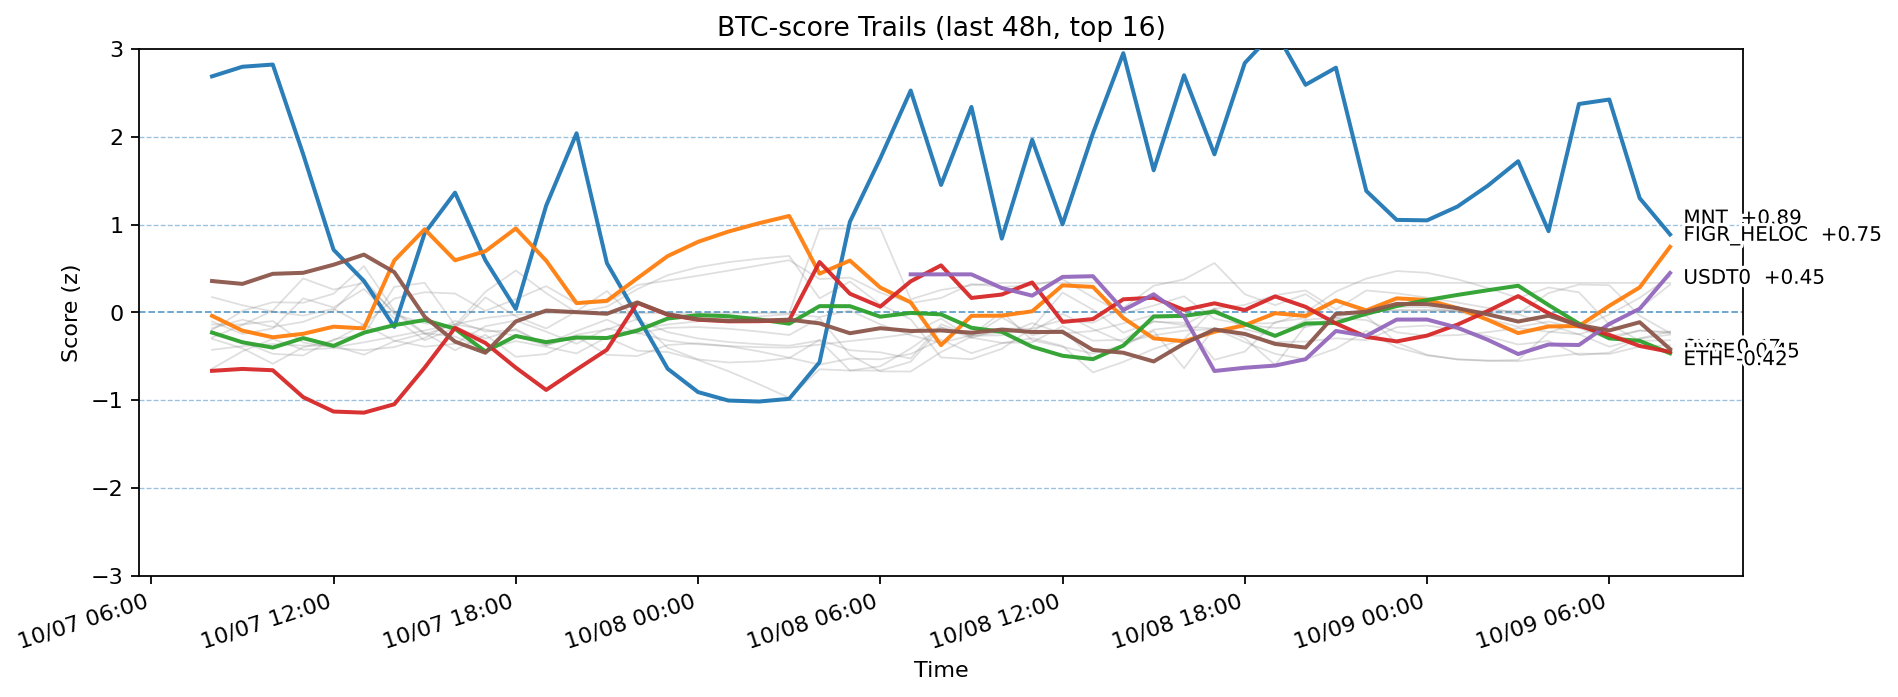 BTC-score Trails (last 48h, top 16)
Score (z)
3
2
1
0
−1
−2
−3
MNT +0.89
FIGR_HELOC +0.75
USDT0 +0.45
ETH -0.42
10/07 06:00
10/07 12:00
10/07 18:00
10/08 00:00
10/08 06:00
10/08 12:00
10/08 18:00
10/09 00:00
10/09 06:00
Time